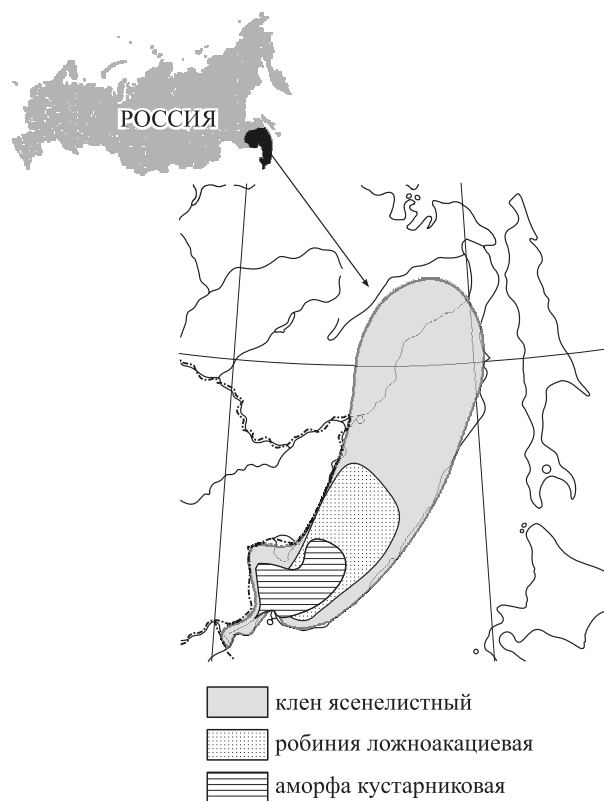 РОССИЯ
клен ясенелистный
робиния ложноакациевая
аморфа кустарниковая